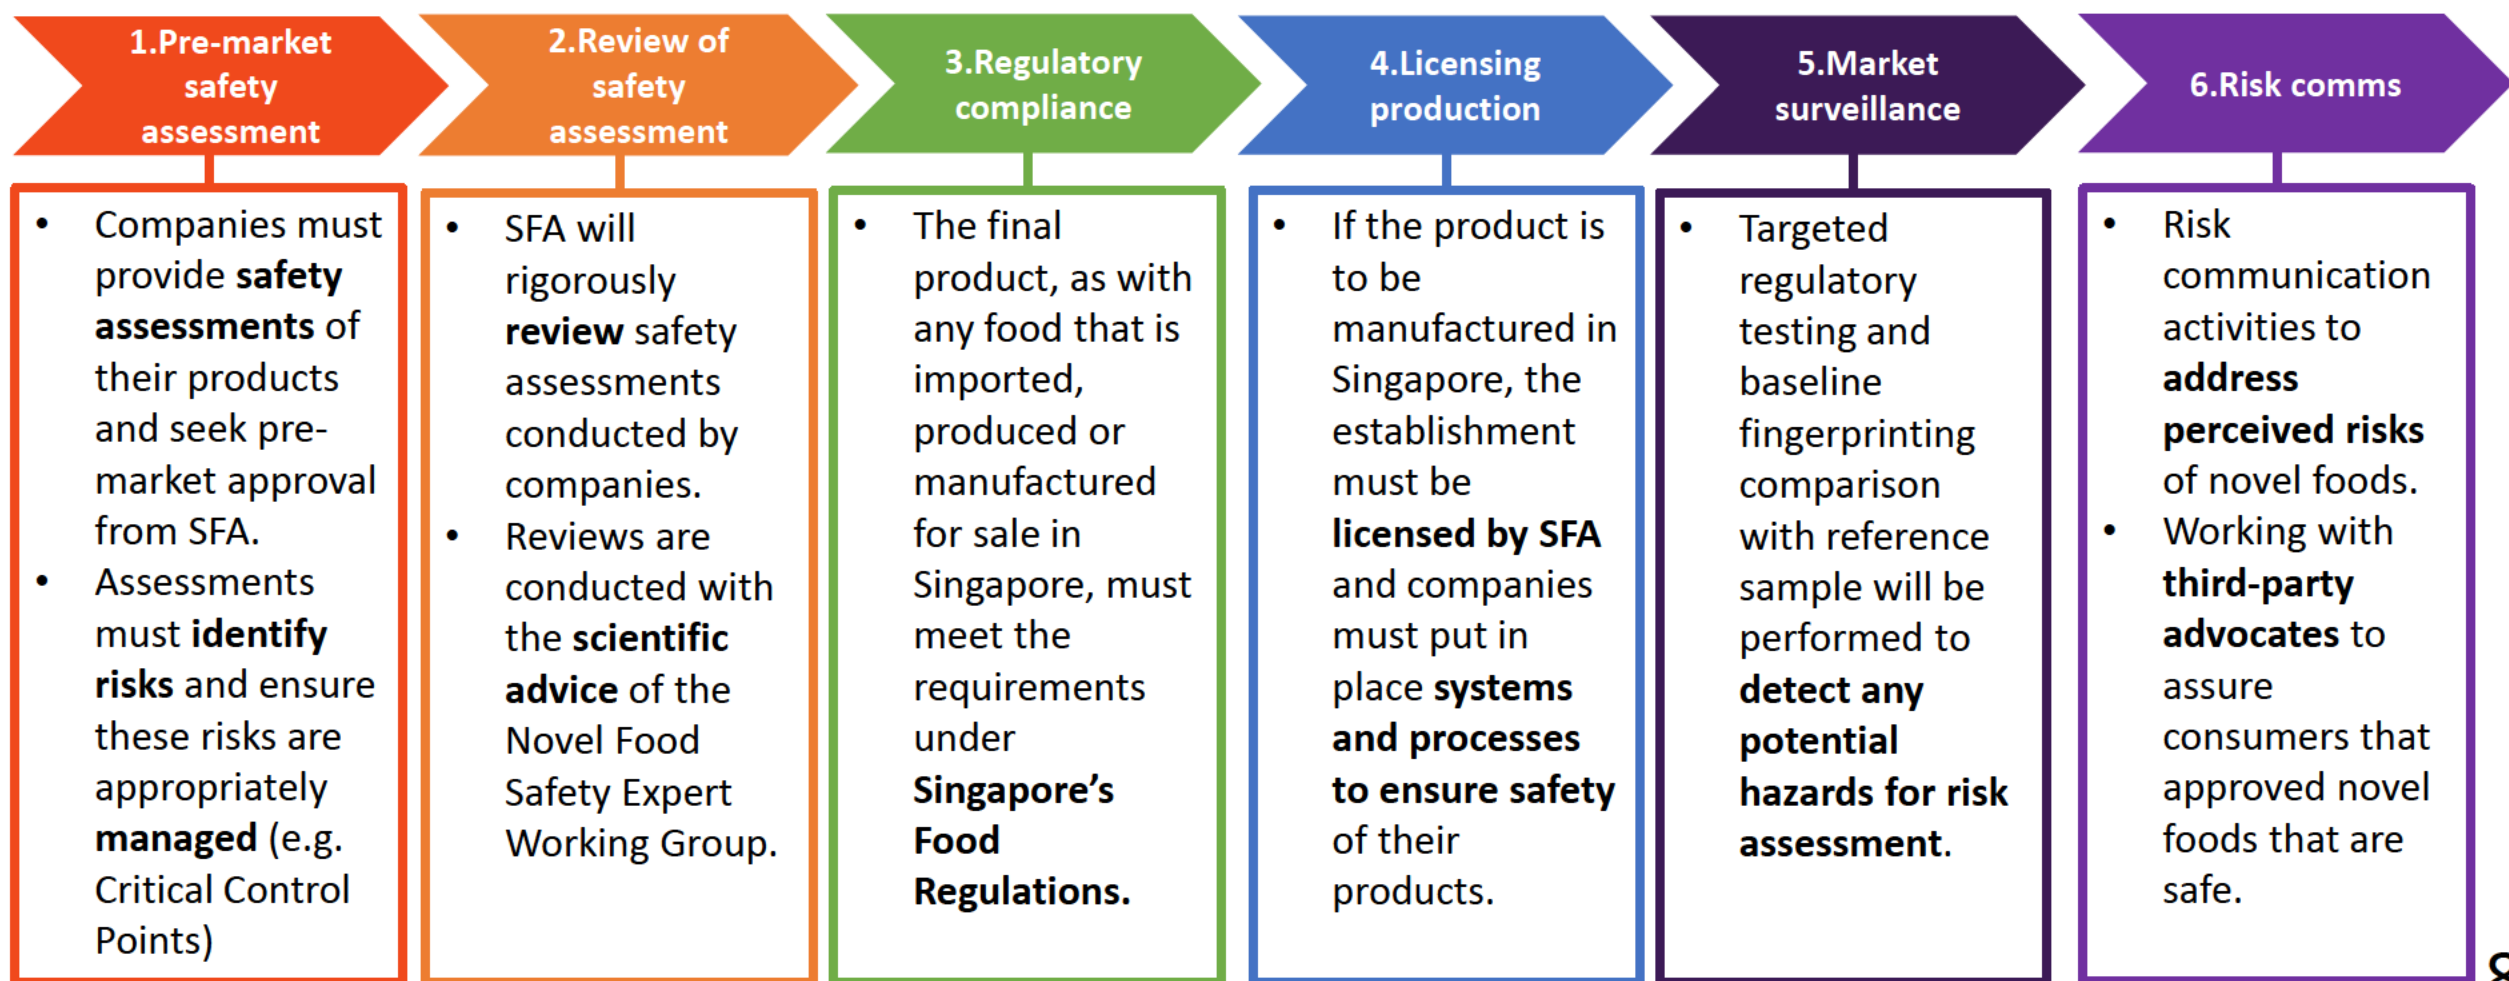 1.Pre-market
safety
assessment
2.Review of
safety
assessment
3.Regulatory
compliance
4.Licensing
production
5.Market
surveillance
6.Risk comms
• Companies must
provide safety
assessments of
their products
and seek pre-
market approval
from SFA.
• Assessments
must identify
risks and ensure
these risks are
appropriately
managed (e.g.
Critical Control
Points)
• SFA will
rigorously
review safety
assessments
conducted by
companies.
• Reviews are
conducted with
the scientific
advice of the
Novel Food
Safety Expert
Working Group.
• The final
product, as with
any food that is
imported,
produced or
manufactured
for sale in
Singapore, must
meet the
requirements
under
Singapore’s
Food
Regulations.
• If the product is
to be
manufactured in
Singapore, the
establishment
must be
licensed by SFA
and companies
must put in
place systems
and processes
to ensure safety
of their
products.
• Targeted
regulatory
testing and
baseline
fingerprinting
comparison
with reference
sample will be
performed to
detect any
potential
hazards for risk
assessment.
• Risk
communication
activities to
address
perceived risks
of novel foods.
• Working with
third-party
advocates to
assure
consumers that
approved novel
foods that are
safe.